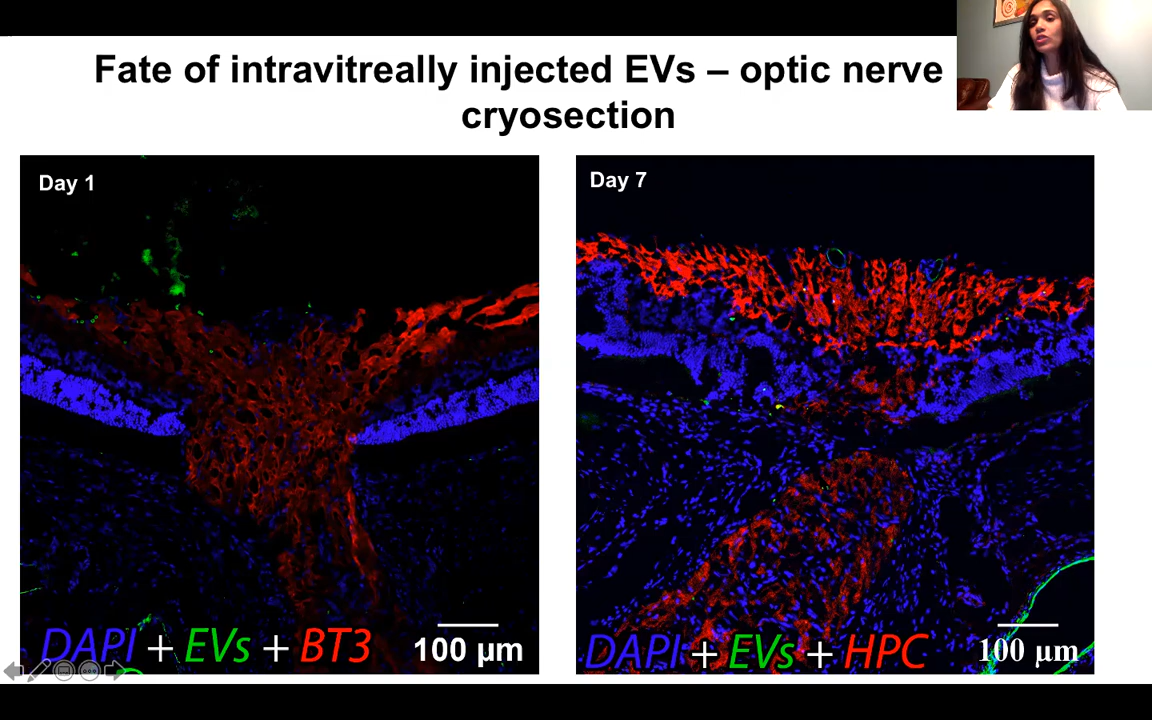 Fate of intravitreally injected EVs – optic nerve
cryosection
Day 1
DAPI + EVs + BT3
100 µm
Day 7
DAPI + EVs + HPC
100 µm